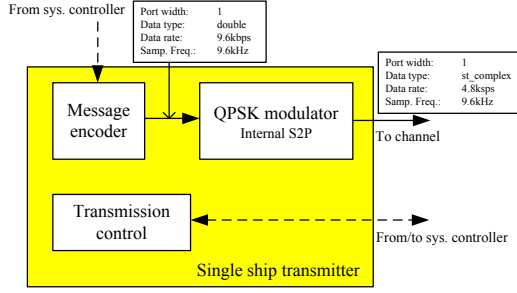 From sys. controller
Port width: 1
Data type: double
Data rate: 9.6kbps
Samp. Freq.: 9.6kHz
Port width: 1
Data type: st_complex
Data rate: 4.8ksps
Samp. Freq.: 9.6kHz
Message
encoder
QPSK modulator
Internal S2P
To channel
Transmission
control
From/to sys. controller
Single ship transmitter